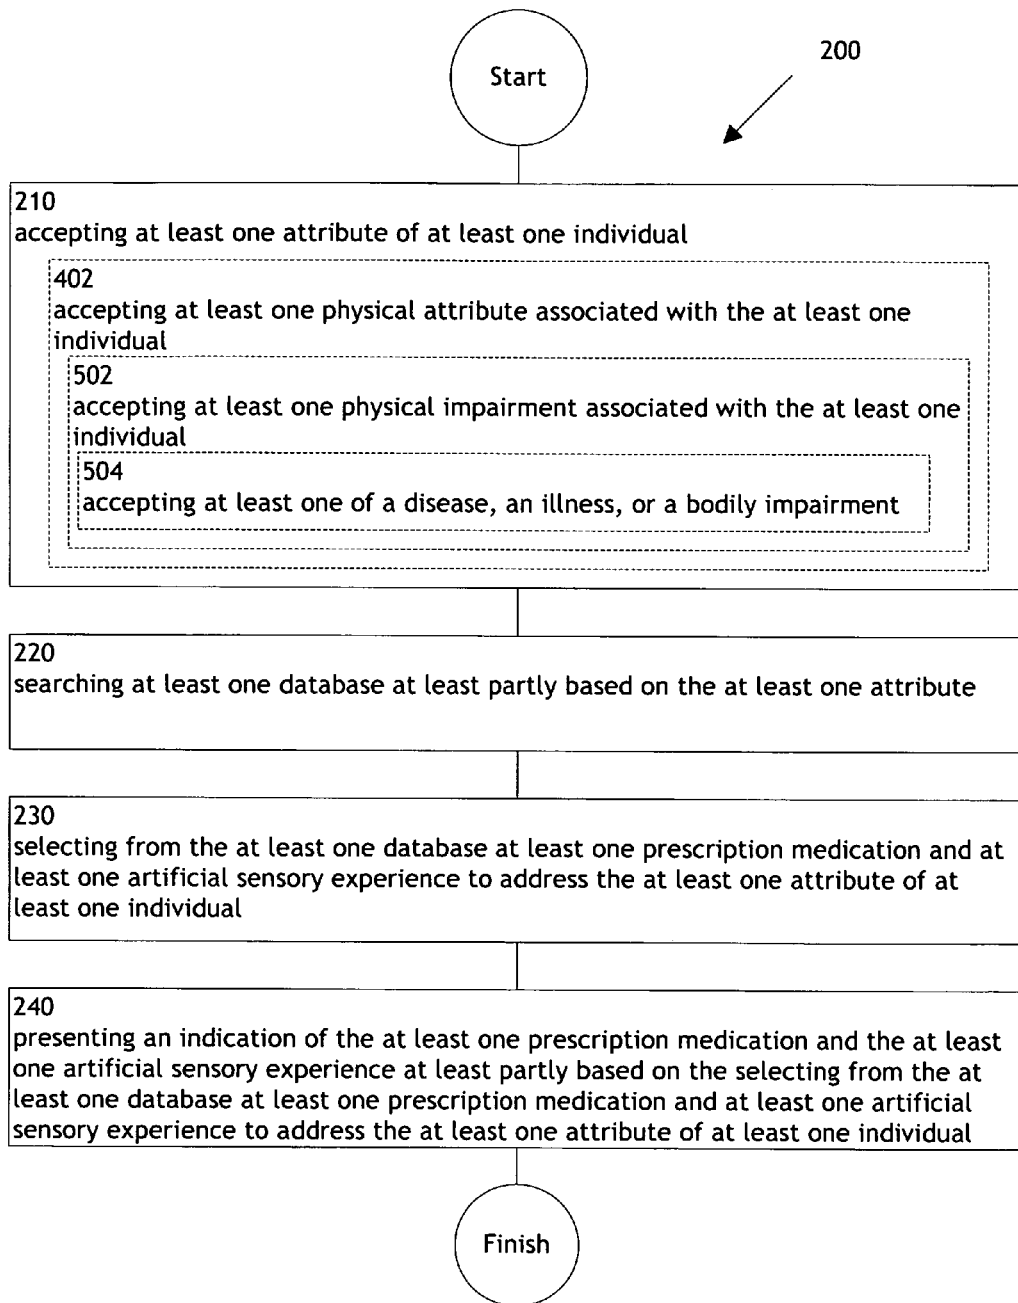 Start
200
210
accepting at least one attribute of at least one individual
402
accepting at least one physical attribute associated with the at least one
individual
502
accepting at least one physical impairment associated with the at least one
individual
504
accepting at least one of a disease, an illness, or a bodily impairment
220
searching at least one database at least partly based on the at least one attribute
230
selecting from the at least one database at least one prescription medication and at
least one artificial sensory experience to address the at least one attribute of at
least one individual
240
presenting an indication of the at least one prescription medication and the at least
one artificial sensory experience at least partly based on the selecting from the at
least one database at least one prescription medication and at least one artificial
sensory experience to address the at least one attribute of at least one individual
Finish